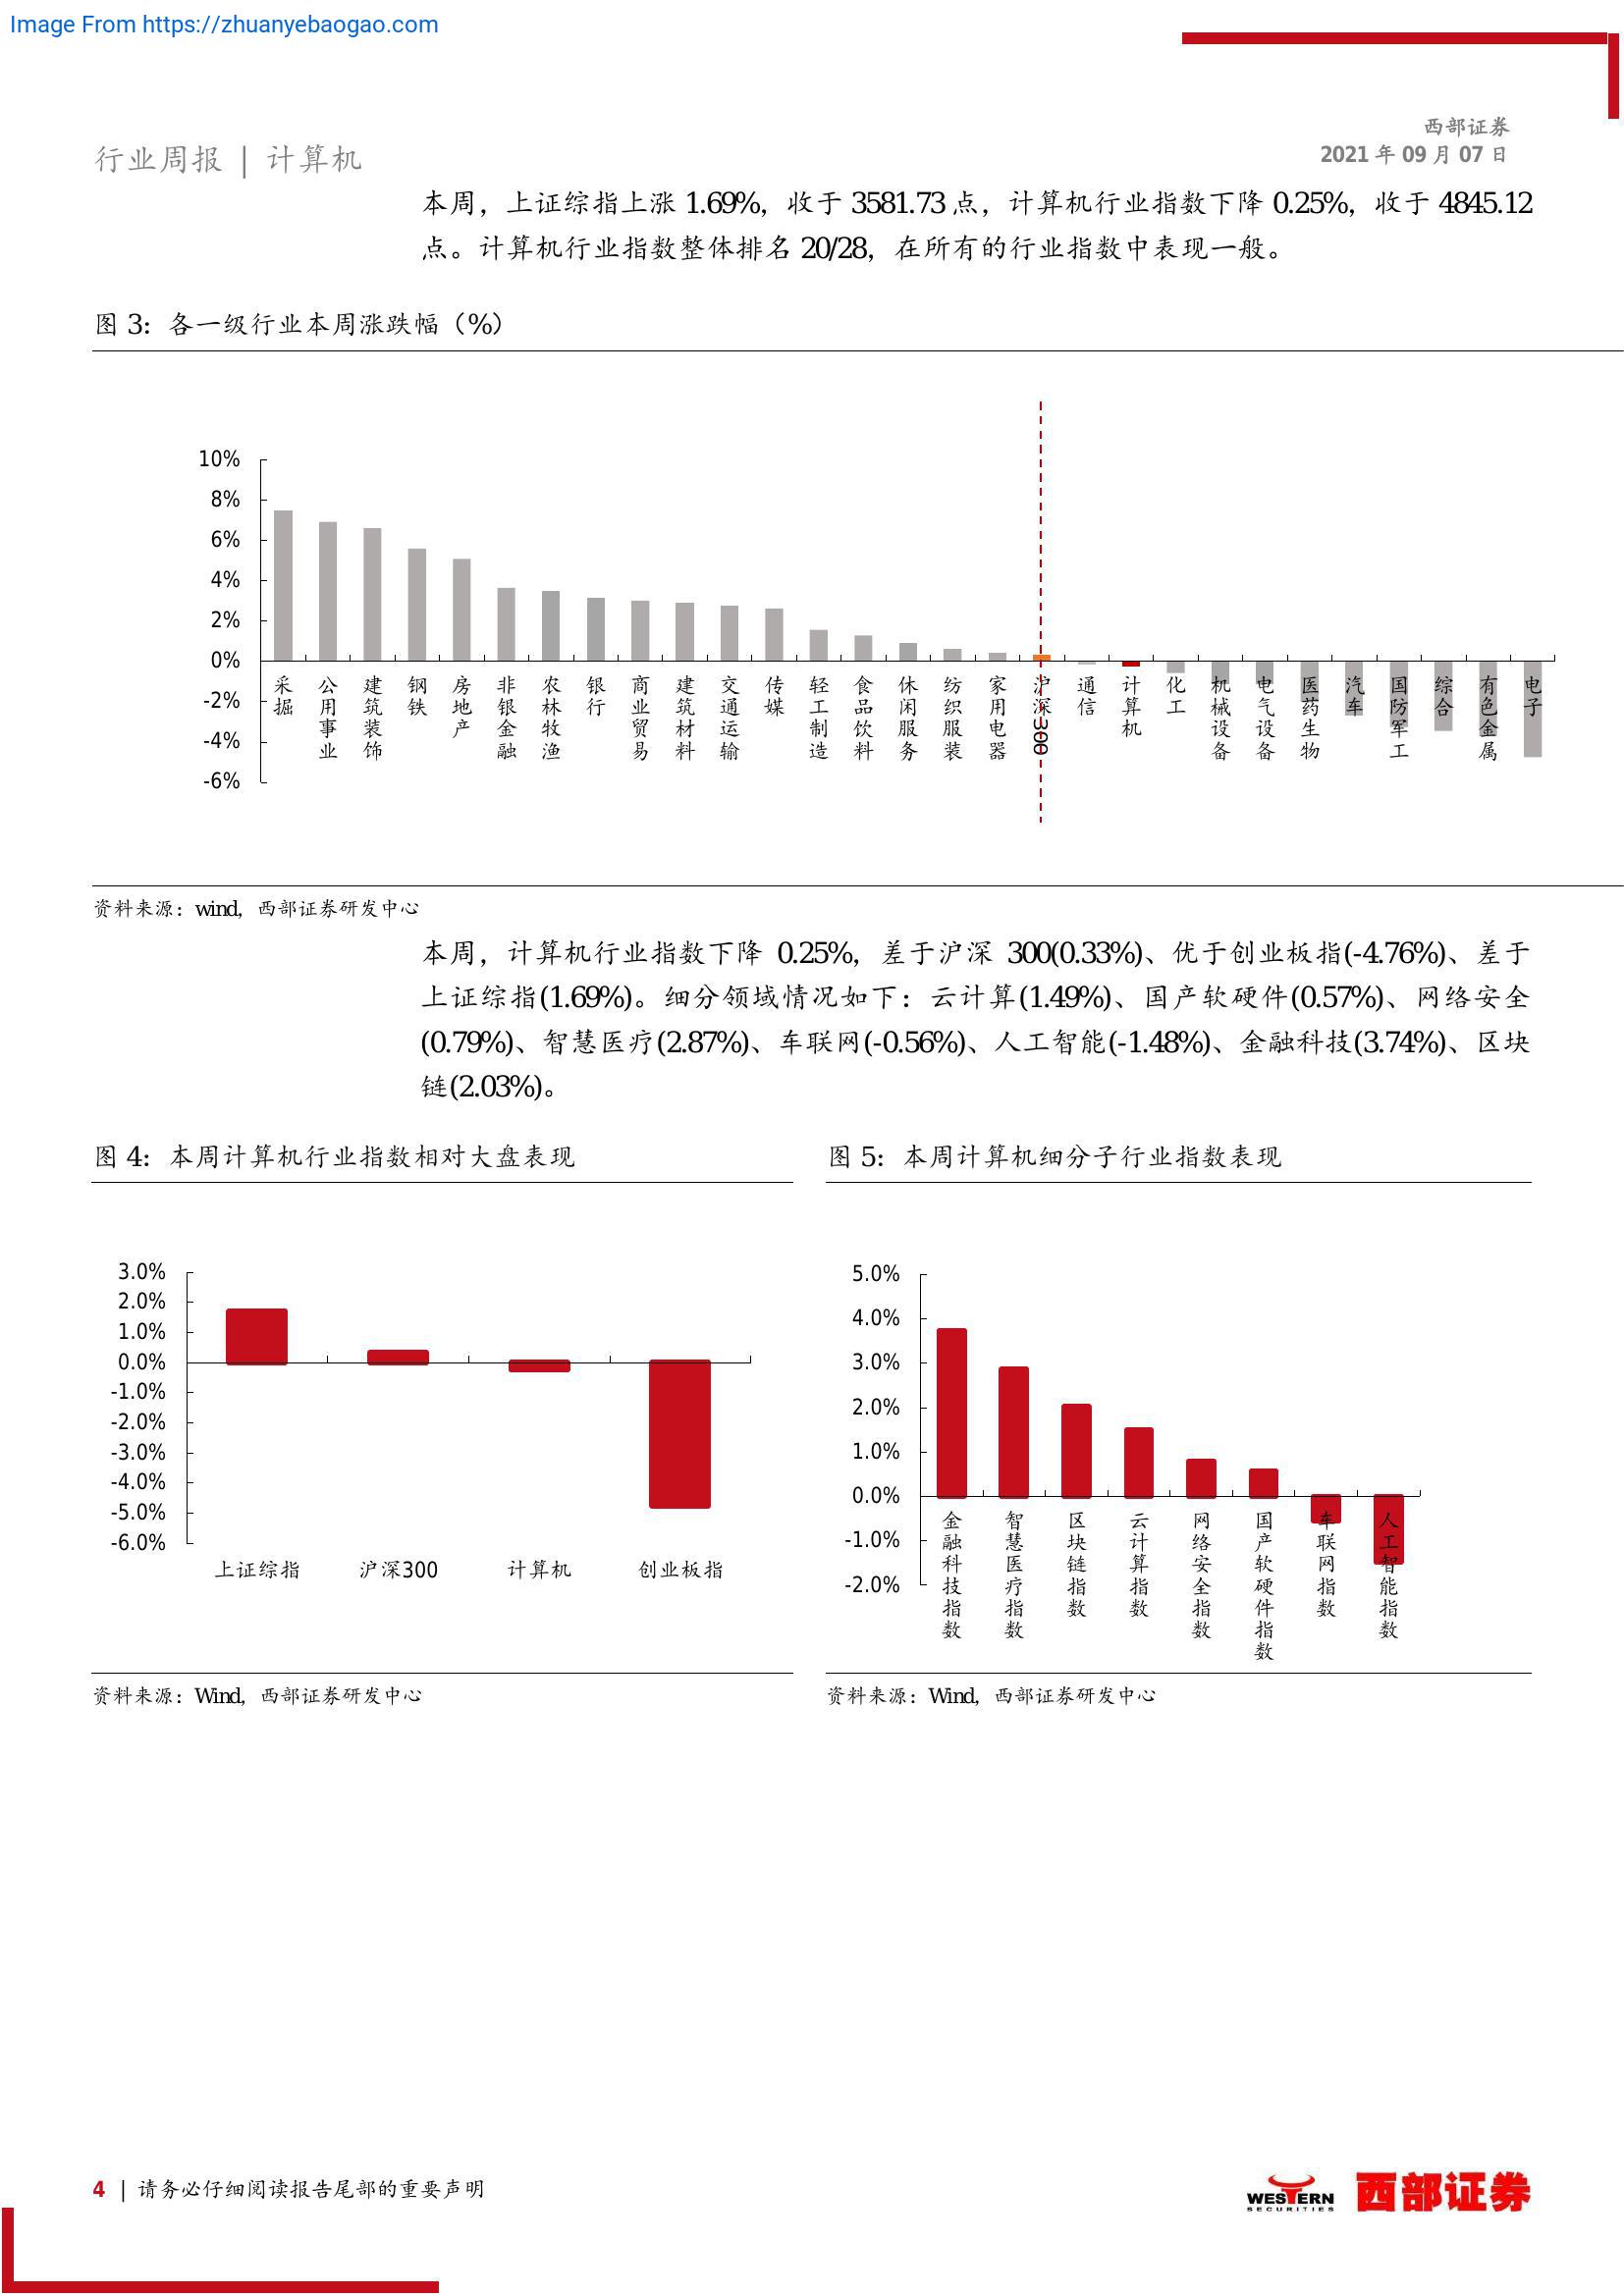 Image From https://zhuanyebaogao.com
西部证券
2021 年 09 月 07 日
行业周报 | 计算机
本周，上证综指上涨 1.69%，收于 3581.73 点，计算机行业指数下降 0.25%，收于 4845.12
点。计算机行业指数整体排名 20/28，在所有的行业指数中表现一般。
图 3：各一级行业本周涨跌幅（%）
10%
8%
6%
4%
2%
0%
-2%
-4%
-6%
采掘
公用事业
建筑装饰
钢铁
房地产
非银金融
农林牧渔
银行
商业贸易
建筑材料
交通运输
传媒
轻工制造
食品饮料
休闲服务
纺织服装
家用电器
沪深300
通信
计算机
化工
机械设备
电气设备
医药生物
汽车
国防军工
综合
有色金属
电子
资料来源：wind，西部证券研发中心
本周，计算机行业指数下降 0.25%，差于沪深 300(0.33%)、优于创业板指(-4.76%)、差于
上证综指(1.69%)。细分领域情况如下：云计算(1.49%)、国产软硬件(0.57%)、网络安全
(0.79%)、智慧医疗(2.87%)、车联网(-0.56%)、人工智能(-1.48%)、金融科技(3.74%)、区块
链(2.03%)。
图 4：本周计算机行业指数相对大盘表现
3.0%
2.0%
1.0%
0.0%
-1.0%
-2.0%
-3.0%
-4.0%
-5.0%
-6.0%
上证综指
沪深300
计算机
创业板指
资料来源：Wind，西部证券研发中心
图 5：本周计算机细分子行业指数表现
5.0%
4.0%
3.0%
2.0%
1.0%
0.0%
-1.0%
-2.0%
金融科技指数
智慧医疗指数
区块链指数
云计算指数
网络安全指数
国产软硬件指数
车联网指数
人工智能指数
资料来源：Wind，西部证券研发中心
4 | 请务必仔细阅读报告尾部的重要声明
WESTERN
SECURITIES
西部证券